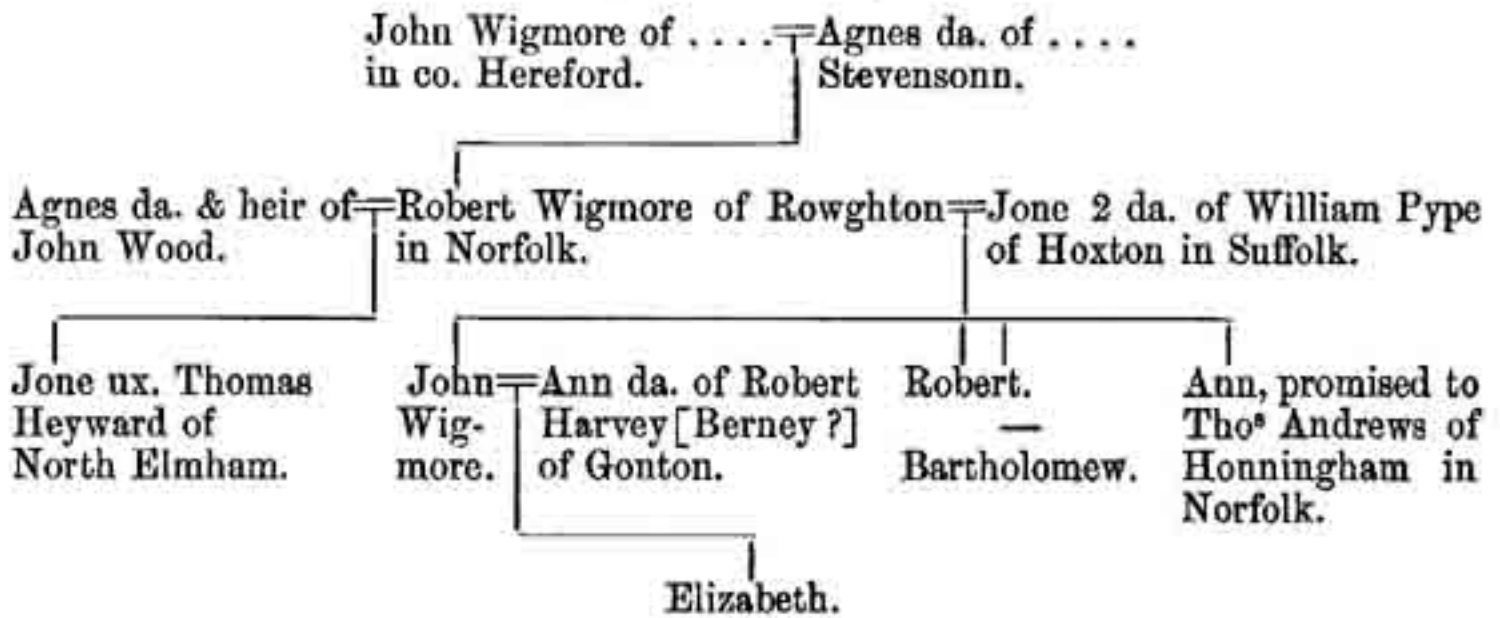 John Wigmore of . . . . Agnes da. of . . . .
in co. Hereford. Stevensonn.
Agnes da. & heir of Robert Wigmore of Rowghton Jone 2 da. of William Pype
John Wood. in Norfolk. of Hoxton in Suffolk.
Jone ux. Thomas
Heyward of
North Elmham.
John
Wig-
more.
Ann da. of Robert
Harvey [Berney ?]
of Gonton.
Robert.
—
Bartholomew.
Ann, promised to
Thoˢ Andrews of
Honningham in
Norfolk.
Elizabeth.